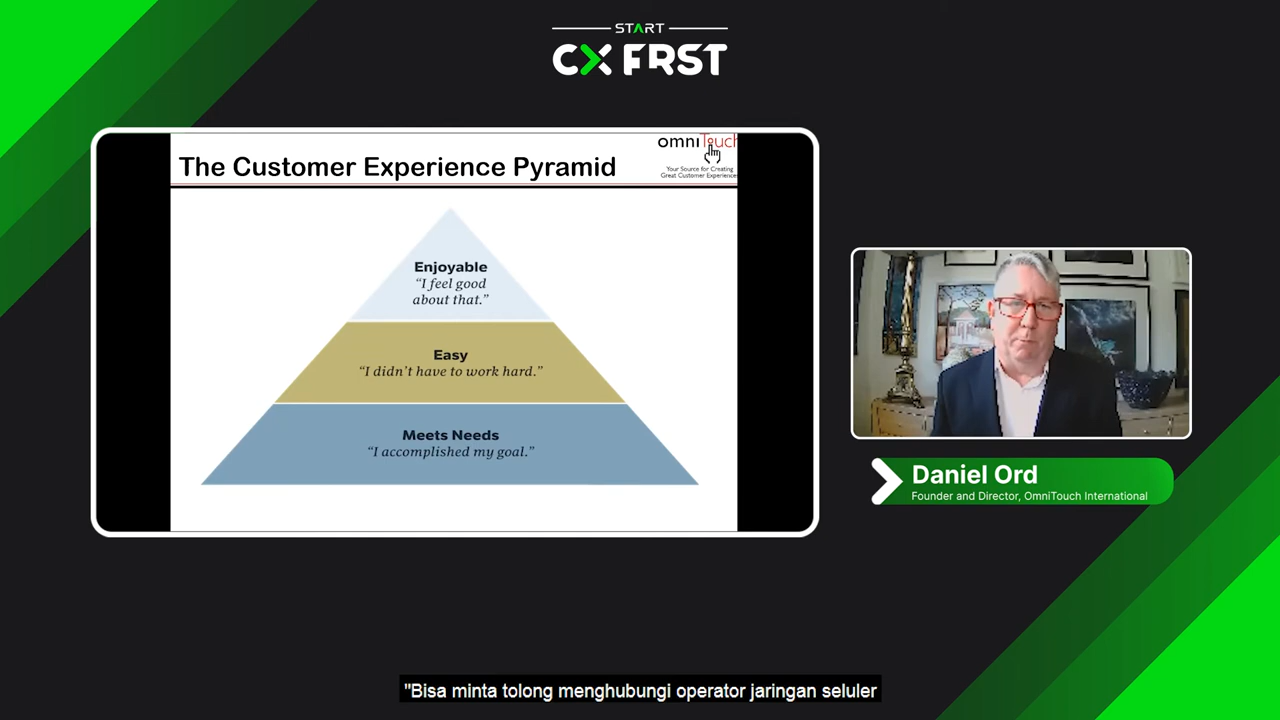 START
CX FRST
omniTouch
Your Source for Creating
Great Customer Experiences
The Customer Experience Pyramid
Enjoyable
“I feel good
about that.”
Easy
“I didn’t have to work hard.”
Meets Needs
“I accomplished my goal.”
Daniel Ord
Founder and Director, OmniTouch International
"Bisa minta tolong menghubungi operator jaringan seluler